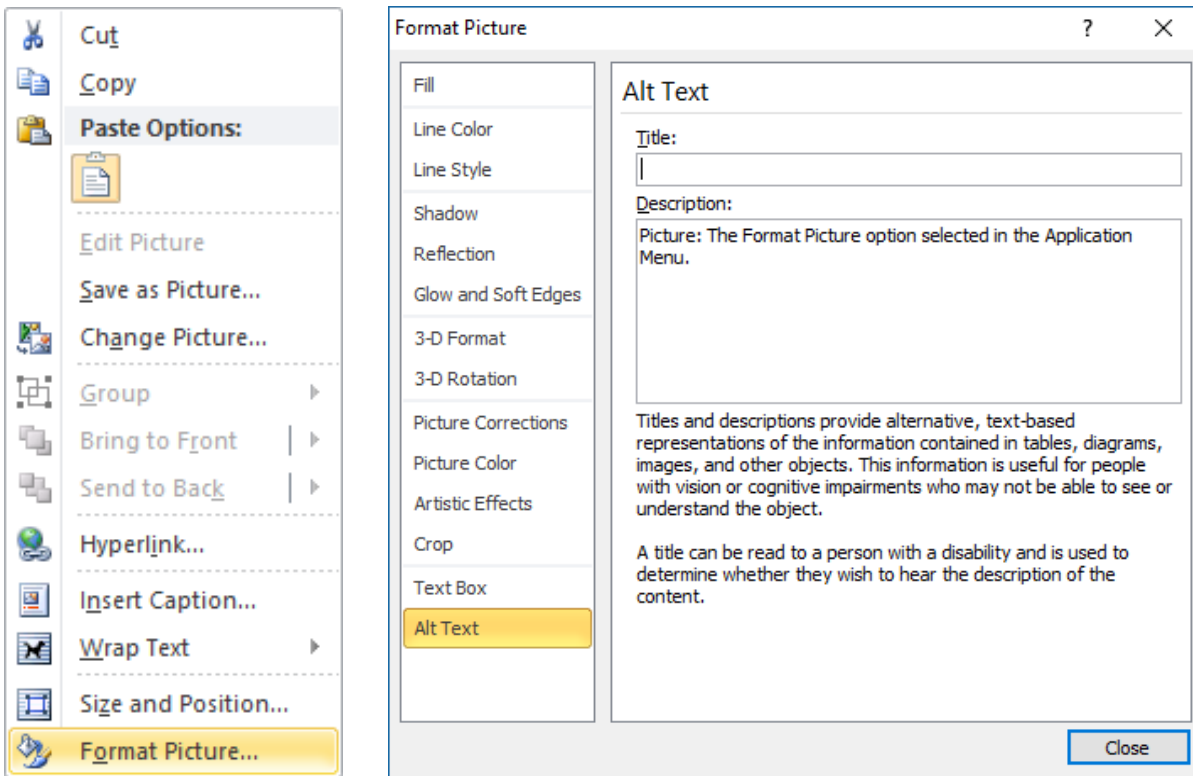 Cut
Copy
Paste Options:
Edit Picture
Save as Picture...
Change Picture...
Group
Bring to Front
Send to Back
Hyperlink...
Insert Caption...
Wrap Text
Size and Position...
Format Picture...
Format Picture
?
Fill
Line Color
Line Style
Shadow
Reflection
Glow and Soft Edges
3-D Format
3-D Rotation
Picture Corrections
Picture Color
Artistic Effects
Crop
Text Box
Alt Text
Alt Text
Title:
Description:
Picture: The Format Picture option selected in the Application
Menu.
Titles and descriptions provide alternative, text-based
representations of the information contained in tables, diagrams,
images, and other objects. This information is useful for people
with vision or cognitive impairments who may not be able to see or
understand the object.
A title can be read to a person with a disability and is used to
determine whether they wish to hear the description of the
content.
Close